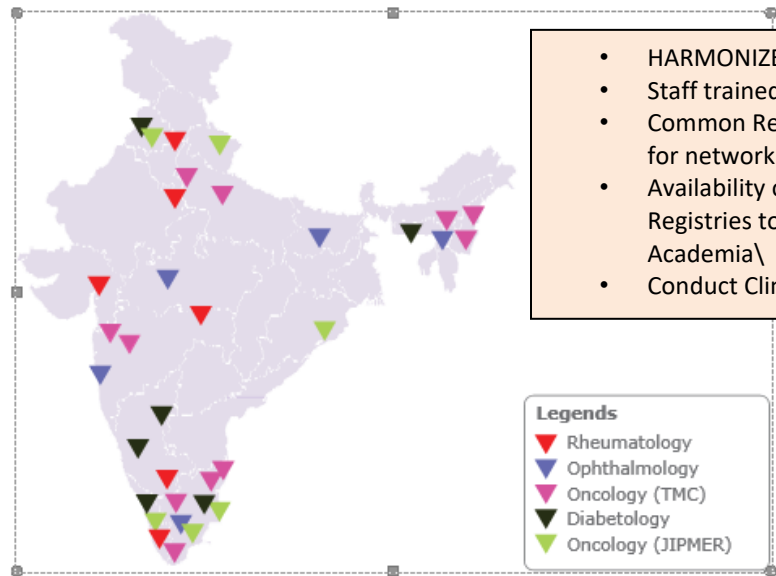 • HARMONIZE
• Staff trained
• Common Re
for network
• Availability
Registries to
Academia\
• Conduct Clin
Legends
Rheumatology
Ophthalmology
Oncology (TMC)
Diabetology
Oncology (JIPMER)